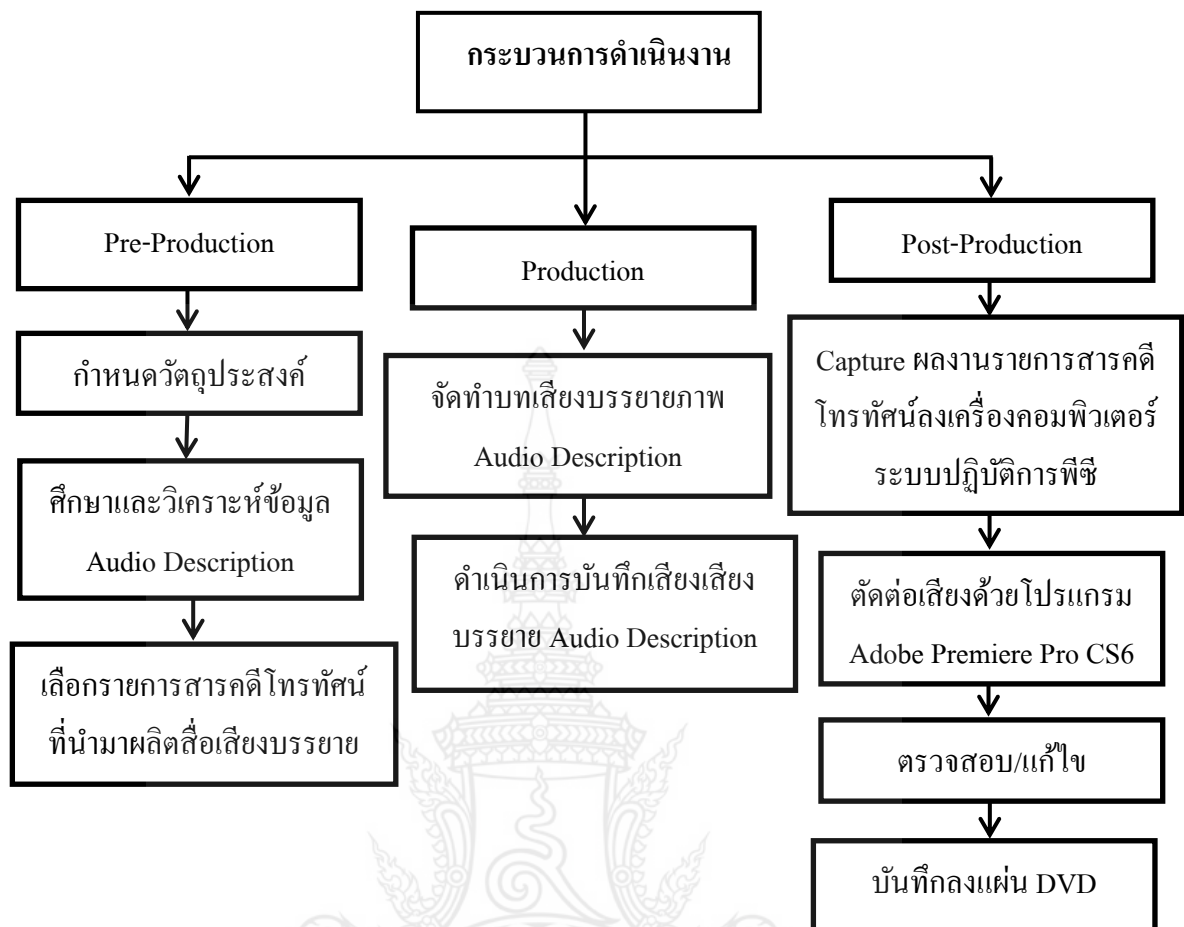 กระบวนการดำเนินงาน
Pre-Production
กำหนดวัตถุประสงค์
ศึกษาและวิเคราะห์ข้อมูล
Audio Description
เลือกรายการสารคดีโทรทัศน์
ที่นำมาผลิตสื่อเสียงบรรยาย
Production
จัดทำบทเสียงบรรยายภาพ
Audio Description
ดำเนินการบันทึกเสียงเสียง
บรรยาย Audio Description
Post-Production
Capture ผลงานรายการสารคดี
โทรทัศน์ลงเครื่องคอมพิวเตอร์
ระบบปฏิบัติการพีซี
ตัดต่อเสียงด้วยโปรแกรม
Adobe Premiere Pro CS6
ตรวจสอบ/แก้ไข
บันทึกลงแผ่น DVD